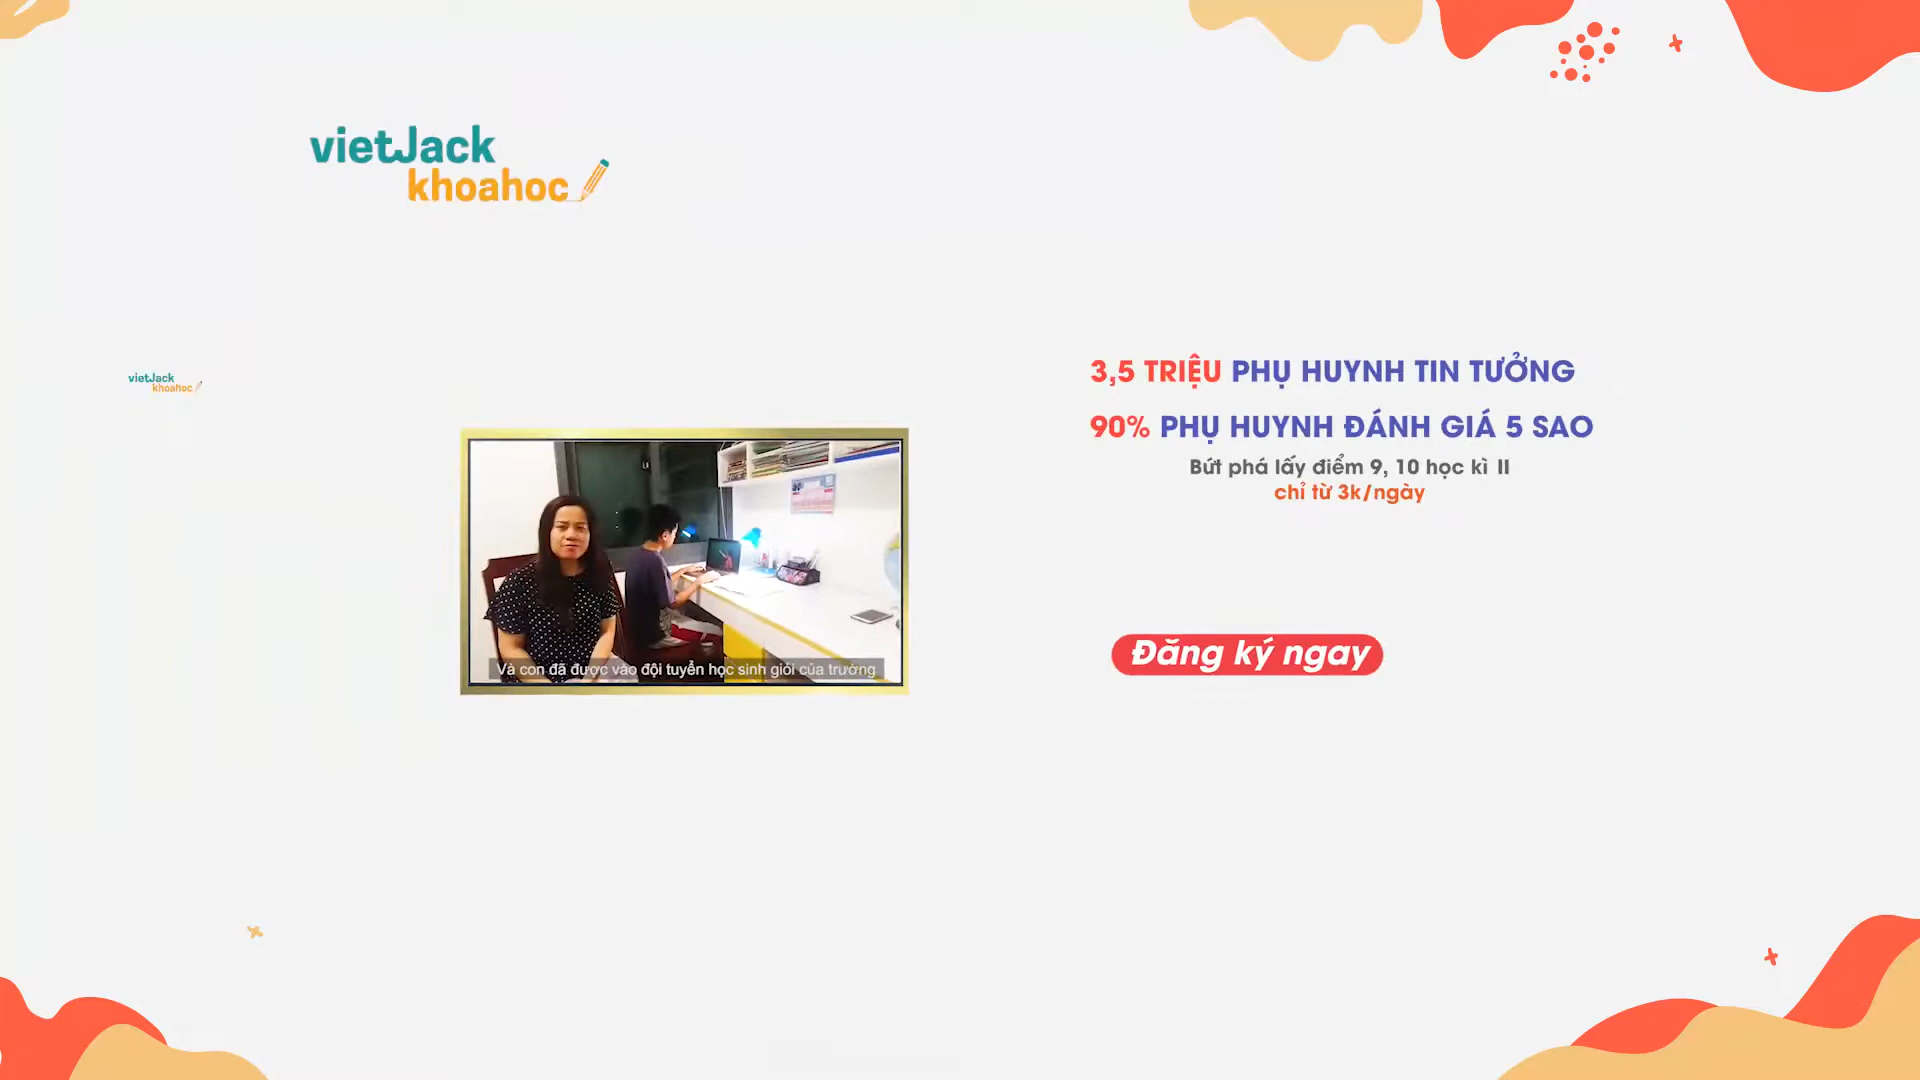 vietJack
khoahoc
vietJack
khoahoc
3,5 TRIỆU PHỤ HUYNH TIN TƯỞNG
90% PHỤ HUYNH ĐÁNH GIÁ 5 SAO
Bứt phá lấy điểm 9, 10 học kì II
chỉ từ 3k/ngày
Và con đã được vào đội tuyển học sinh giỏi của trường
Đăng ký ngay